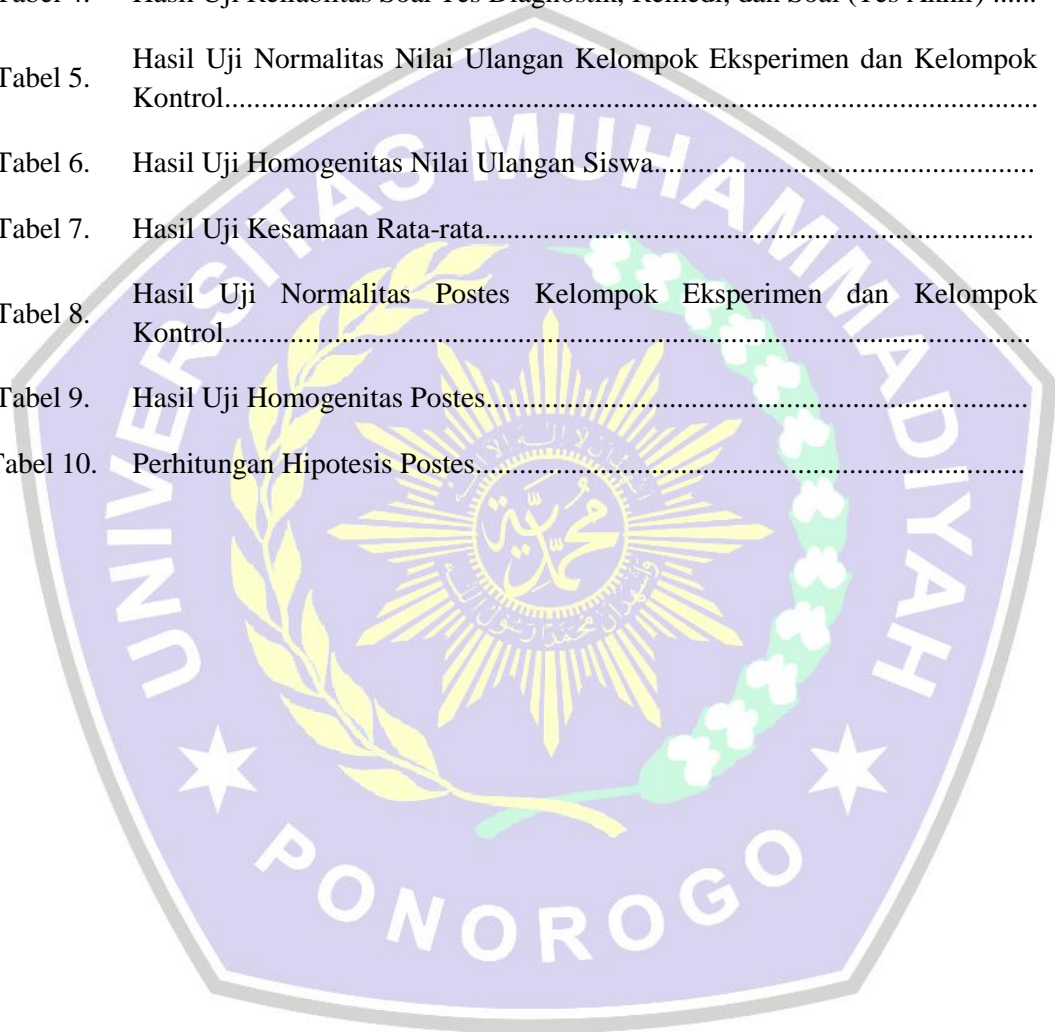 Tabel 5. Hasil Uji Normalitas Nilai Ulangan Kelompok Eksperimen dan Kelompok
Kontrol..............................................................................................................
Tabel 6. Hasil Uji Homogenitas Nilai Ulangan Siswa...................................................
Tabel 7. Hasil Uji Kesamaan Rata-rata..........................................................................
Tabel 8. Hasil Uji Normalitas Postes Kelompok Eksperimen dan Kelompok
Kontrol.............................................................................................................
Tabel 9. Hasil Uji Homogenitas Postes.........................................................................
Tabel 10. Perhitungan Hipotesis Postes..........................................................................
UNIVERSITAS MUHAMMADIYAH
PONOROGO
محمدية